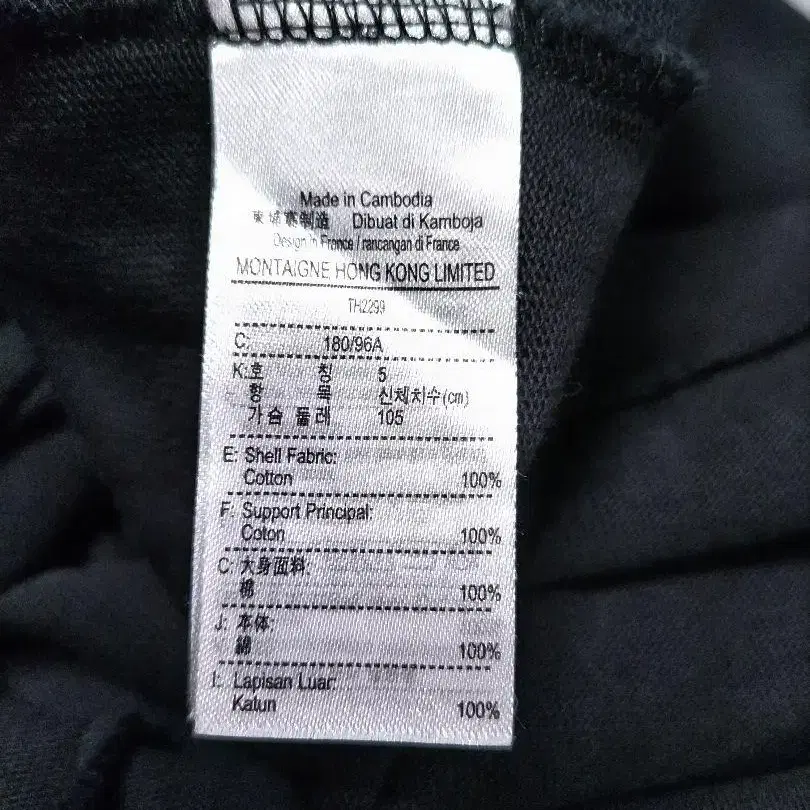 Made in Cambodia
柬埔寨制造 Dibuat di Kamboja
Design in France / rancangan di France
MONTAIGNE HONG KONG LIMITED
TH2299
C: 180/96A
K:호 칭 5
항 목 신체치수(cm)
가슴 둘레 105
E: Shell Fabric:
Cotton 100%
F: Support Principal:
Coton 100%
C: 大身面料:
棉 100%
J: 本体:
綿 100%
I: Lapisan Luar:
Katun 100%